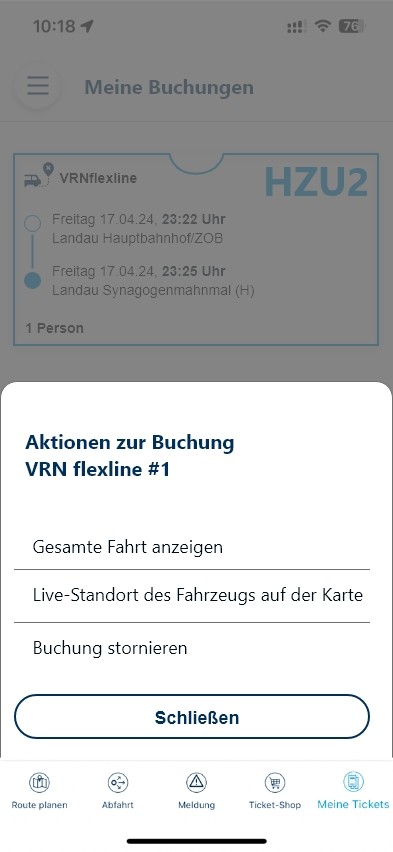 10:18
76
Meine Buchungen
VRNflexline
HZU2
Freitag 17.04.24, 23:22 Uhr
Landau Hauptbahnhof/ZOB
Freitag 17.04.24, 23:25 Uhr
Landau Synagogenmahnmal (H)
1 Person
Aktionen zur Buchung
VRN flexline #1
Gesamte Fahrt anzeigen
Live-Standort des Fahrzeugs auf der Karte
Buchung stornieren
Schließen
Route planen
Abfahrt
Meldung
Ticket-Shop
Meine Tickets